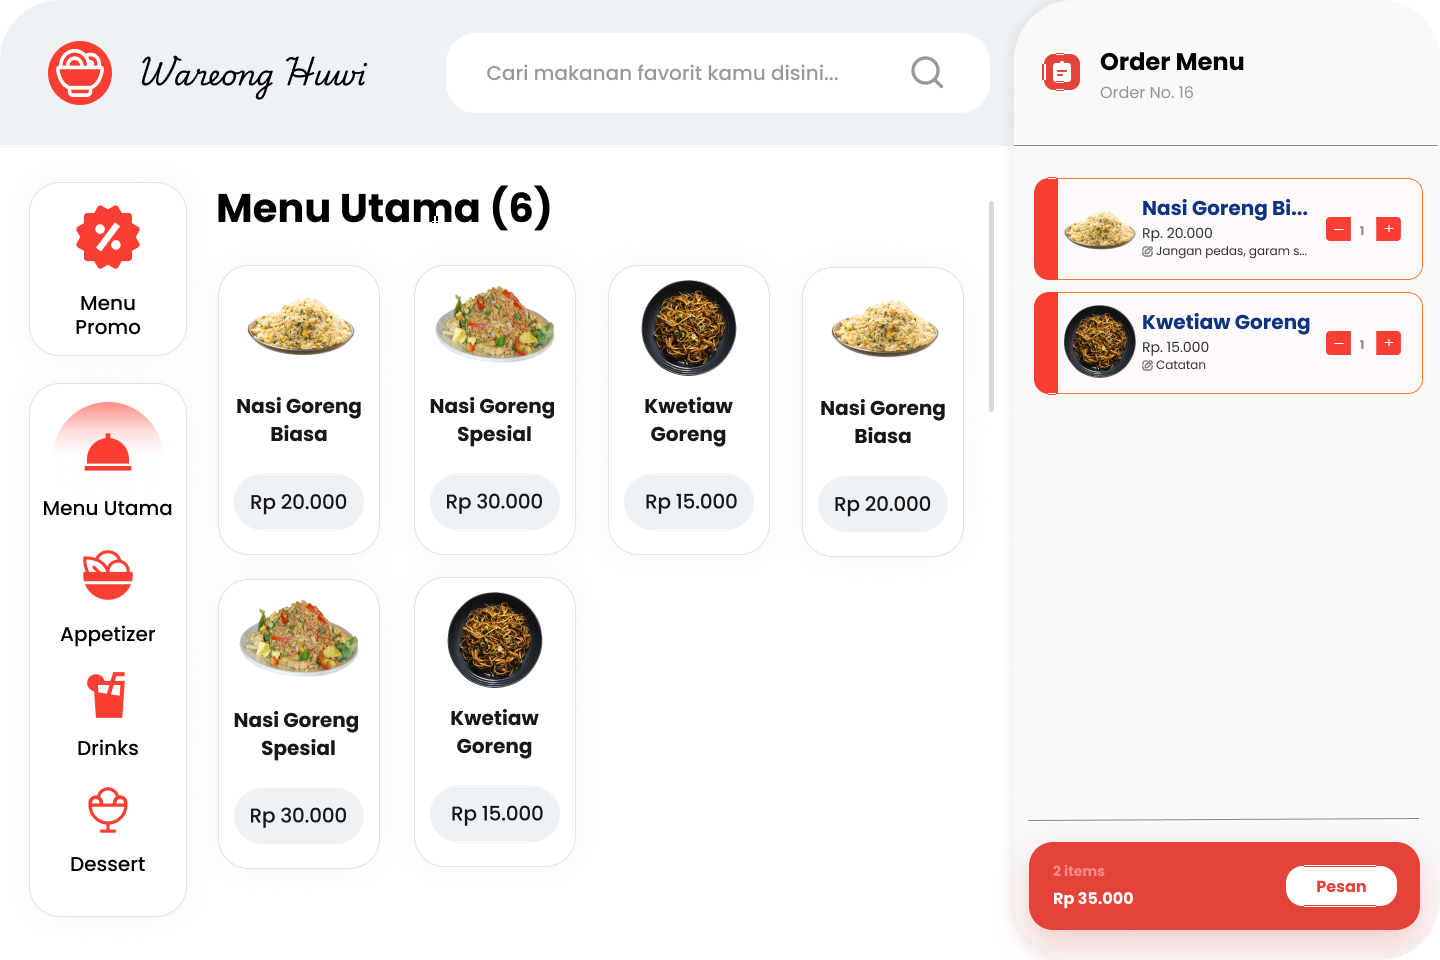 Wareong Huwi
Cari makanan favorit kamu disini...
Order Menu
Order No. 16
Menu
Promo
Menu Utama
Appetizer
Drinks
Dessert
Menu Utama (6)
Nasi Goreng
Biasa
Rp 20.000
Nasi Goreng
Spesial
Rp 30.000
Kwetiaw
Goreng
Rp 15.000
Nasi Goreng
Biasa
Rp 20.000
Nasi Goreng
Spesial
Rp 30.000
Kwetiaw
Goreng
Rp 15.000
Nasi Goreng Bi...
Rp. 20.000
Jangan pedas, garam s...
– 1 +
Kwetiaw Goreng
Rp. 15.000
Catatan
– 1 +
2 items
Rp 35.000
Pesan